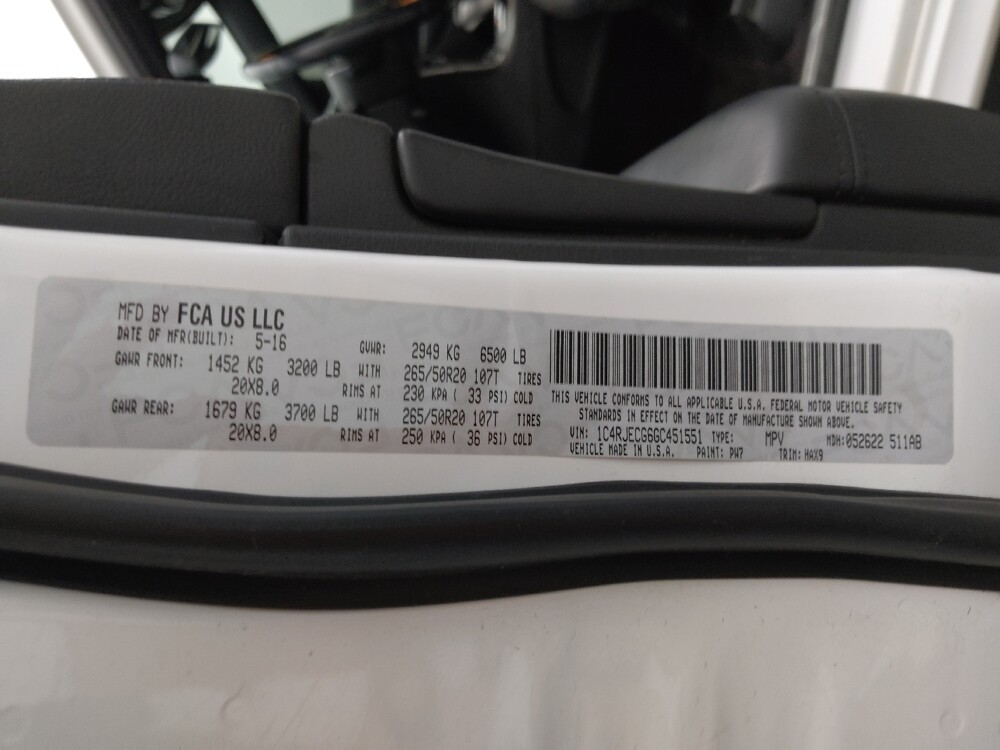 MFD BY FCA US LLC
DATE OF MFR(BUILT): 5-16 GVWR: 2949 KG 6500 LB
GAWR FRONT: 1452 KG 3200 LB WITH 265/50R20 107T TIRES
20X8.0 RIMS AT 230 KPA ( 33 PSI) COLD
GAWR REAR: 1679 KG 3700 LB WITH 265/50R20 107T TIRES
20X8.0 RIMS AT 250 KPA ( 36 PSI) COLD
THIS VEHICLE CONFORMS TO ALL APPLICABLE U.S.A. FEDERAL MOTOR VEHICLE SAFETY
STANDARDS IN EFFECT ON THE DATE OF MANUFACTURE SHOWN ABOVE.
VIN: 1C4RJECG6GC451551 TYPE: MPV MDH:052622 511AB
VEHICLE MADE IN U.S.A. PAINT: PW7 TRIM: HAX9